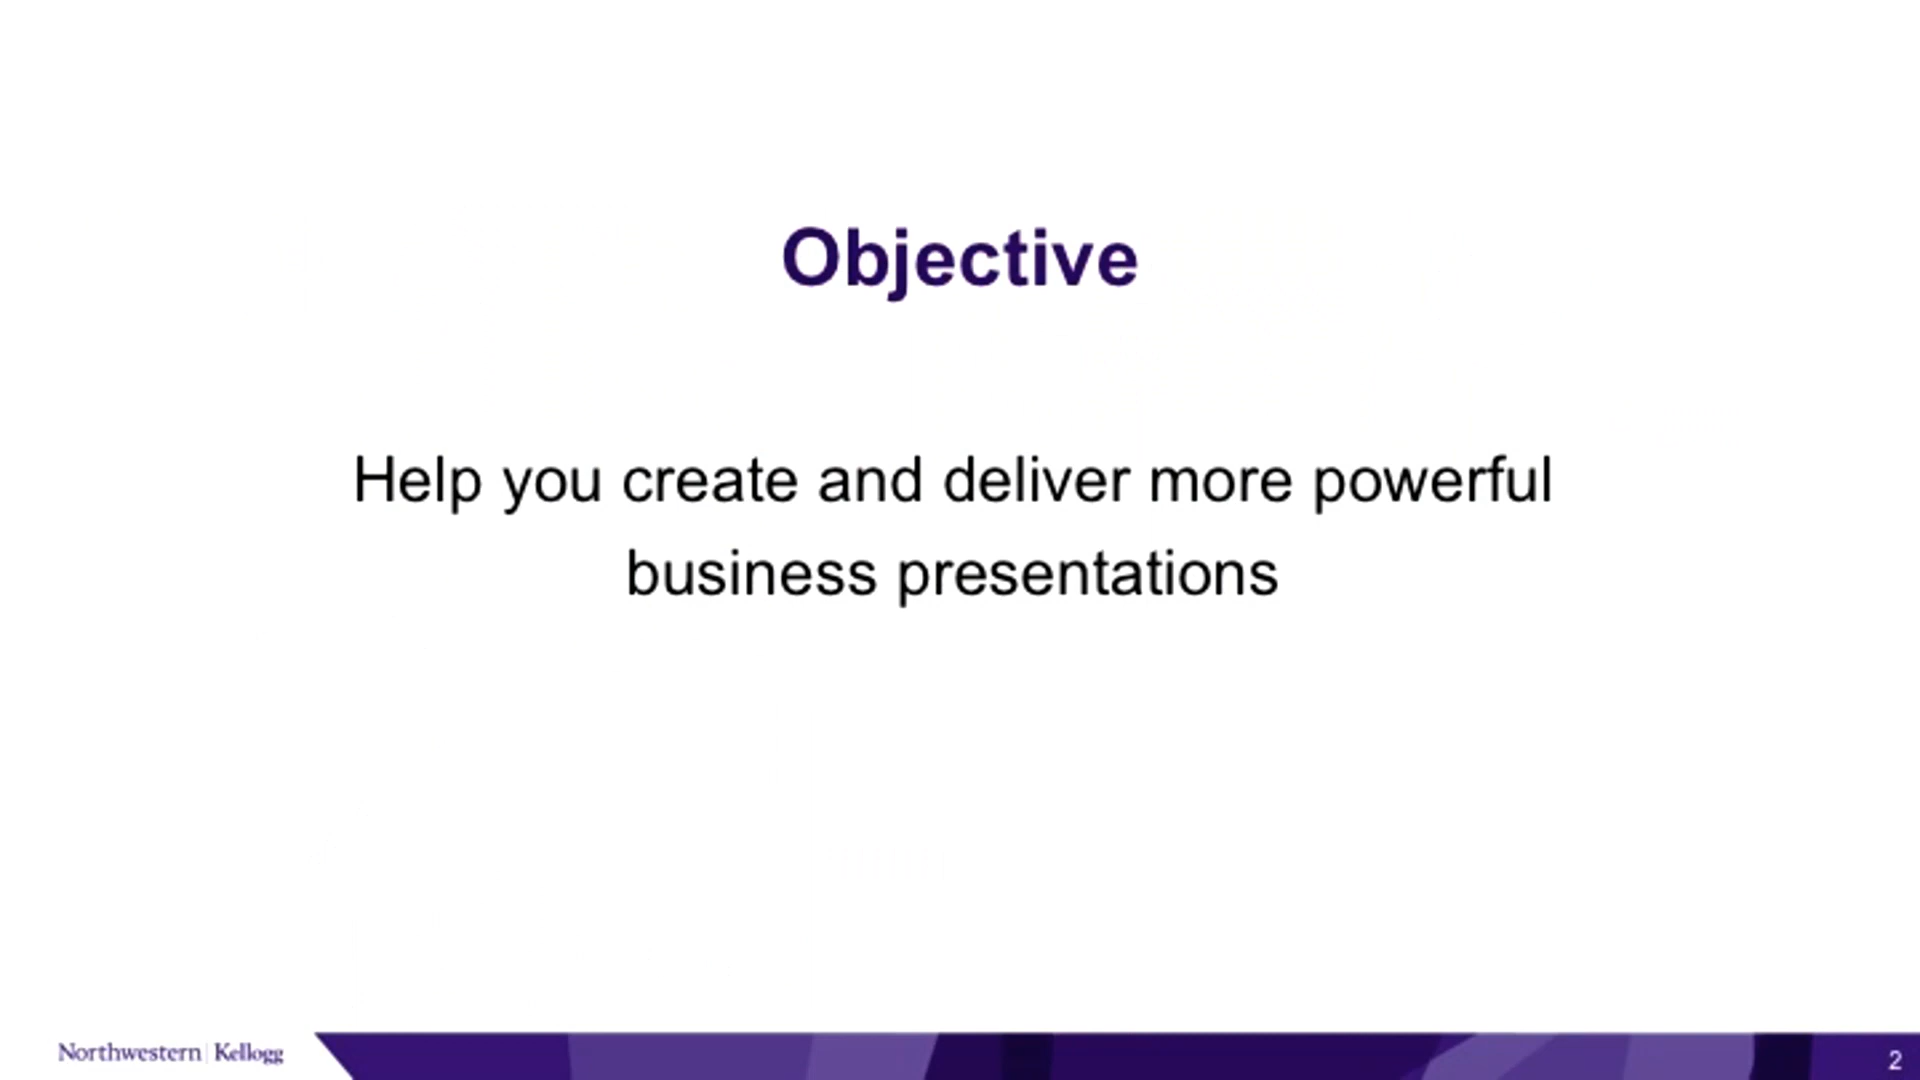 Objective
Help you create and deliver more powerful
business presentations
Northwestern | Kellogg
2